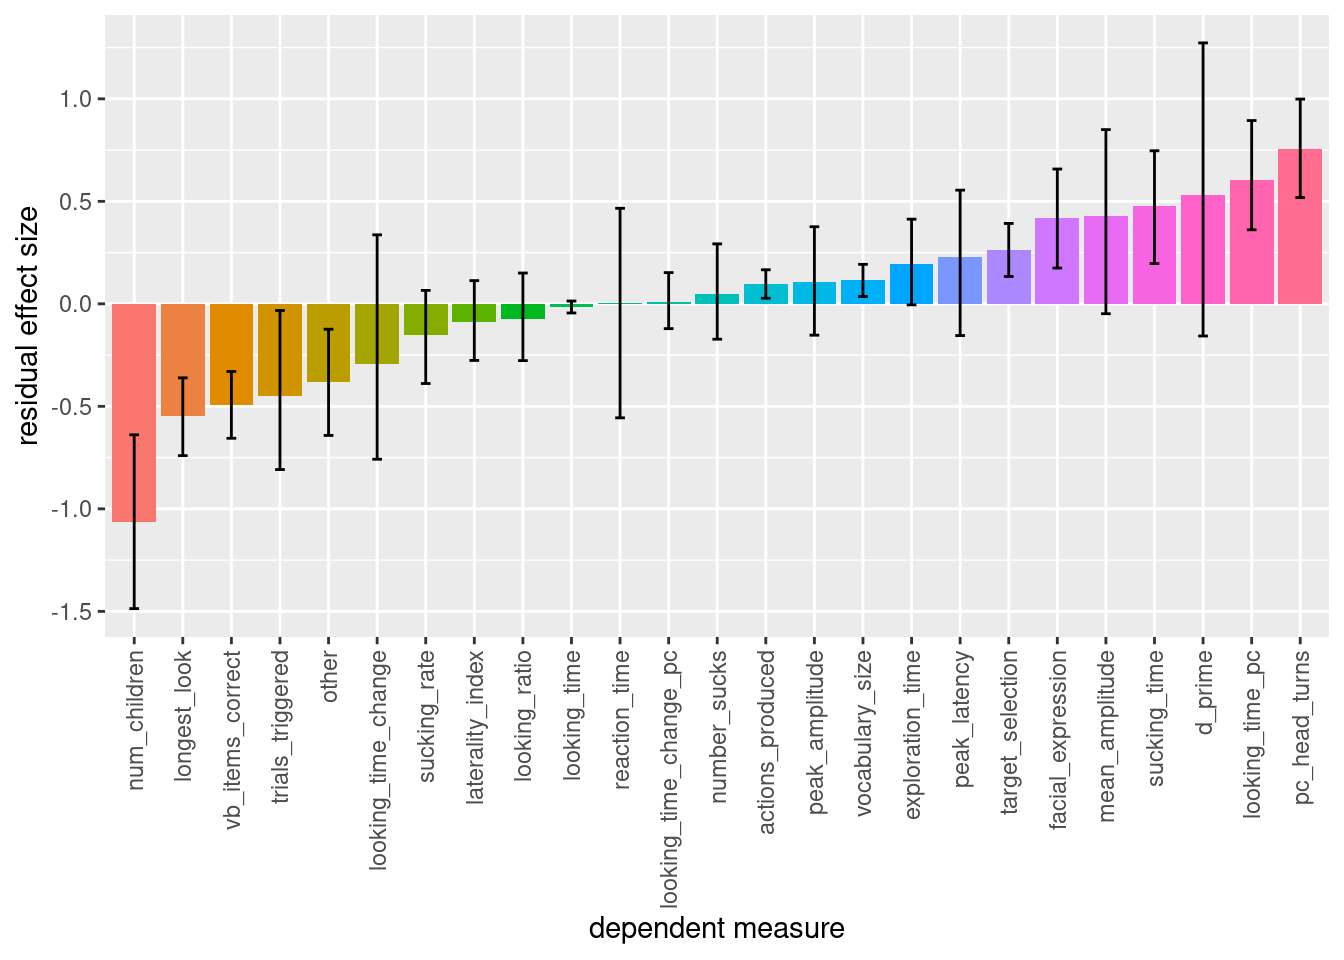 residual effect size
1.0
0.5
0.0
-0.5
-1.0
-1.5
num_children
longest_look
vb_items_correct
trials_triggered
other
looking_time_change
sucking_rate
laterality_index
looking_ratio
looking_time
reaction_time
looking_time_change_pc
number_sucks
actions_produced
peak_amplitude
vocabulary_size
exploration_time
peak_latency
target_selection
facial_expression
mean_amplitude
sucking_time
d_prime
looking_time_pc
pc_head_turns
dependent measure